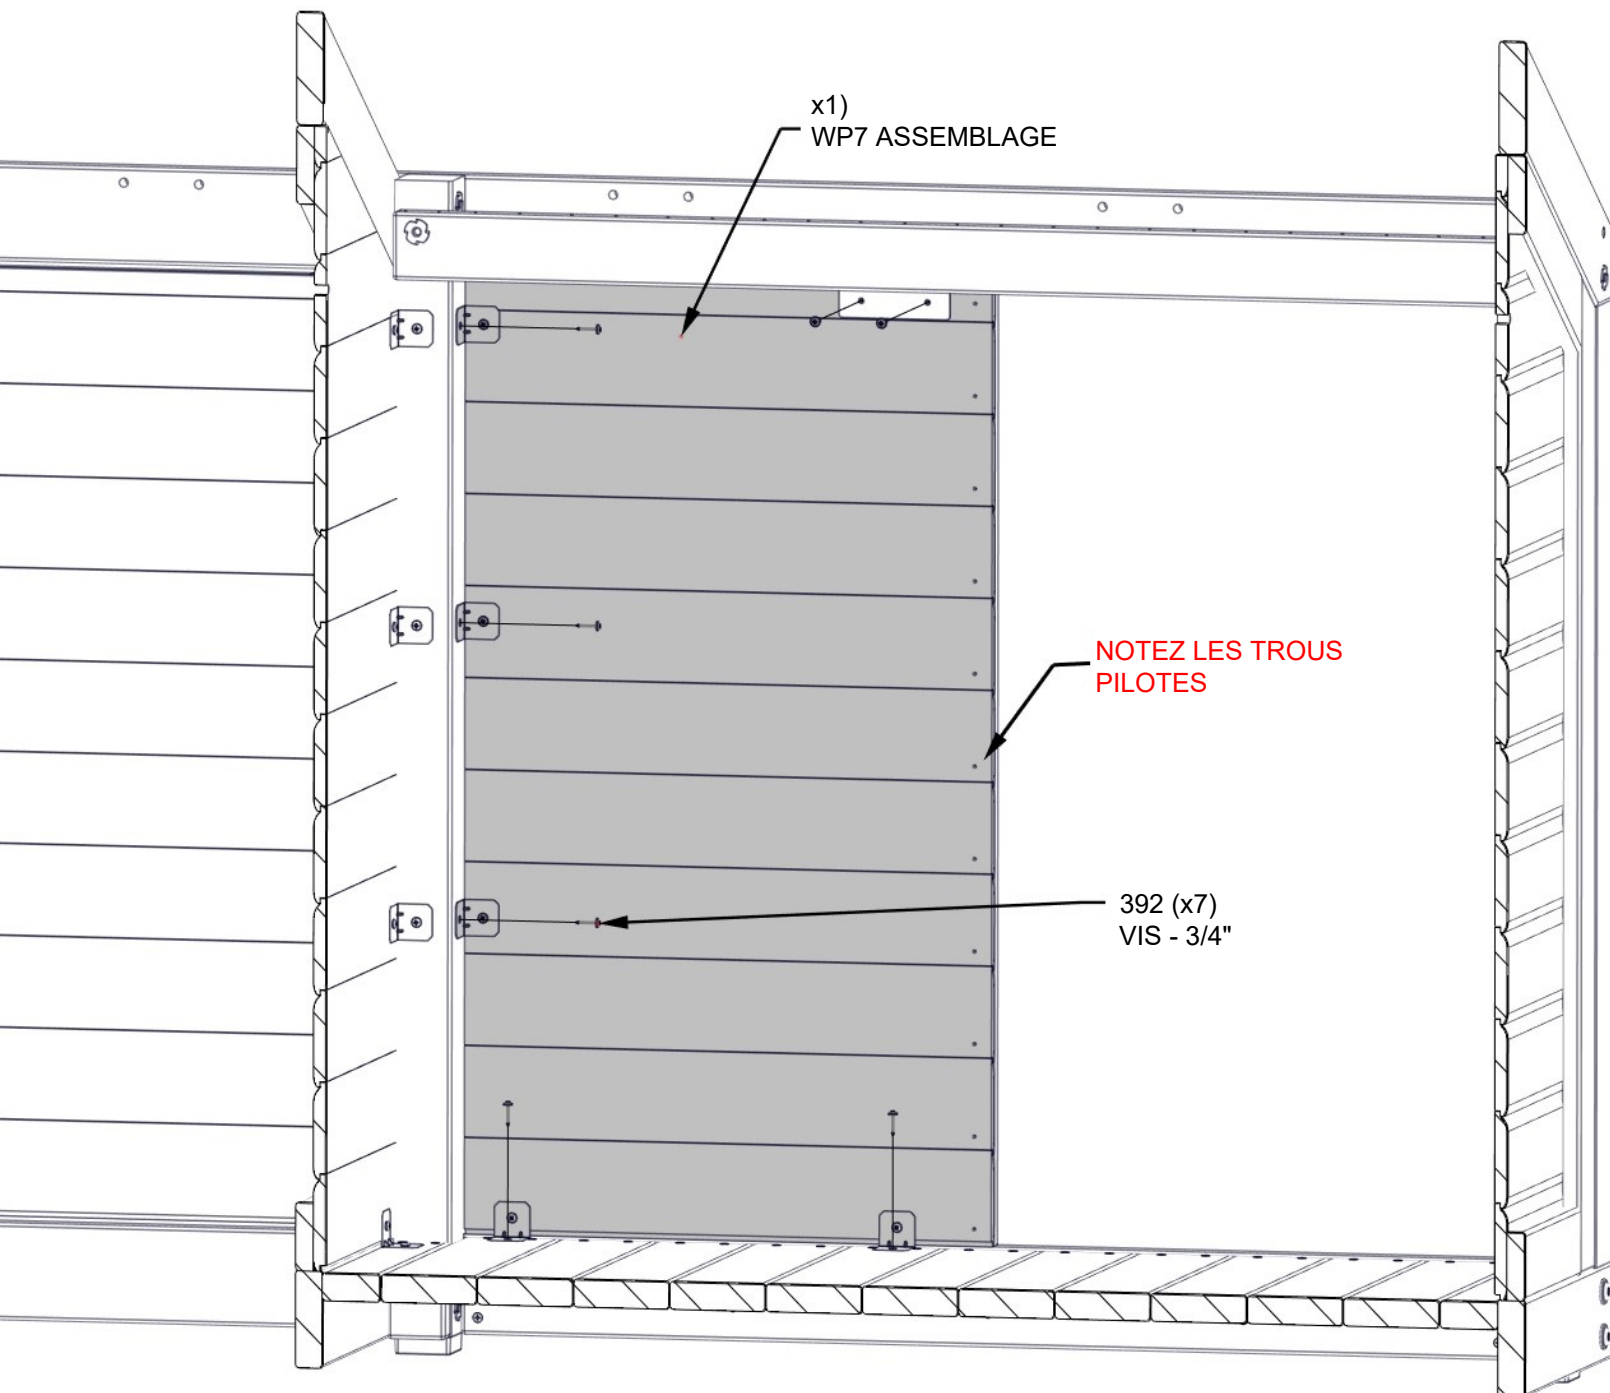 x1)
WP7 ASSEMBLAGE
NOTEZ LES TROUS
PILOTES
392 (x7)
VIS - 3/4"